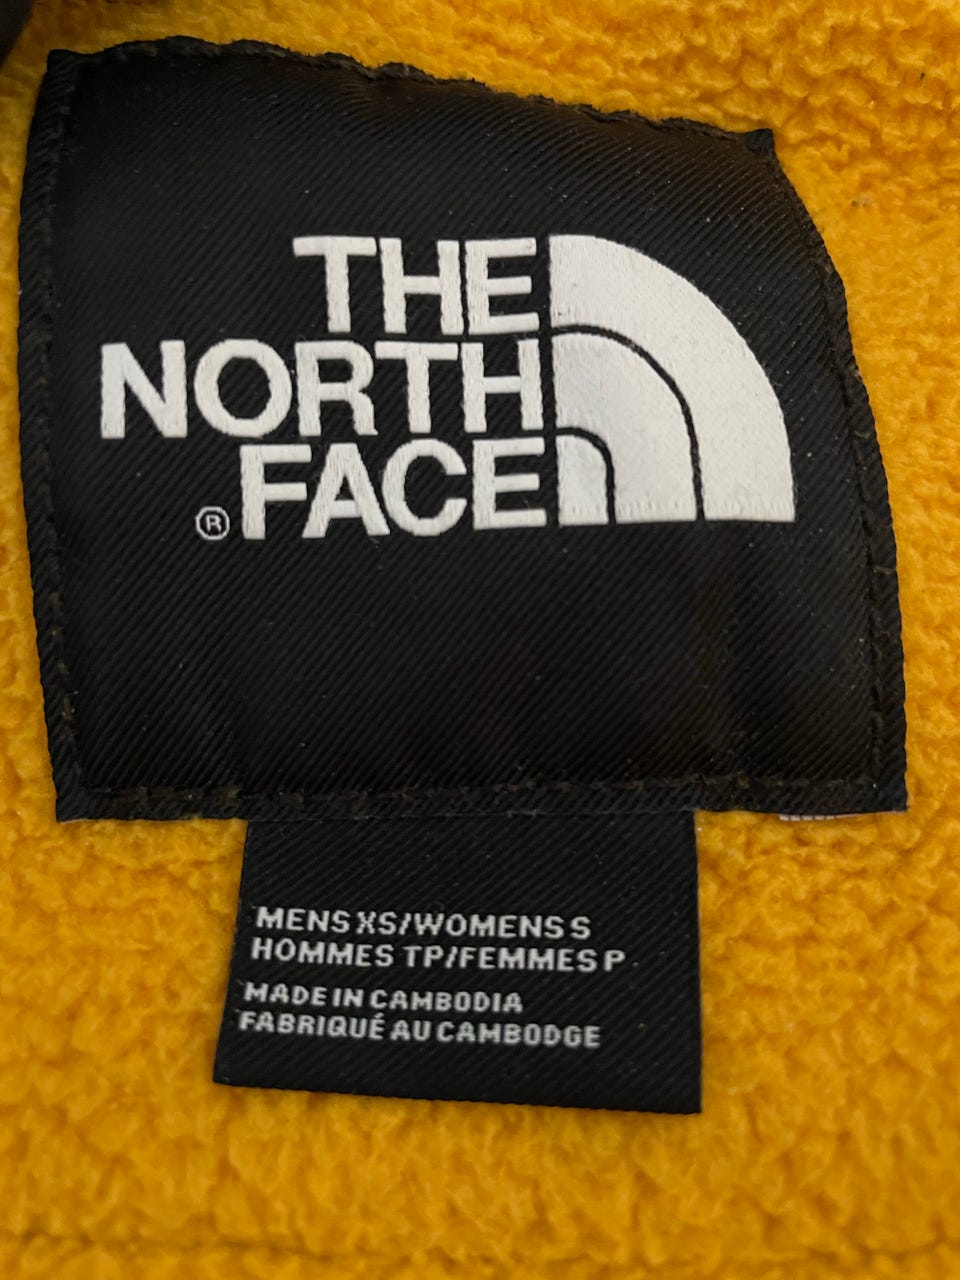 THE
NORTH
FACE
®
MENS XS/WOMENS S
HOMMES TP/FEMMES P
MADE IN CAMBODIA
FABRIQUÉ AU CAMBODGE